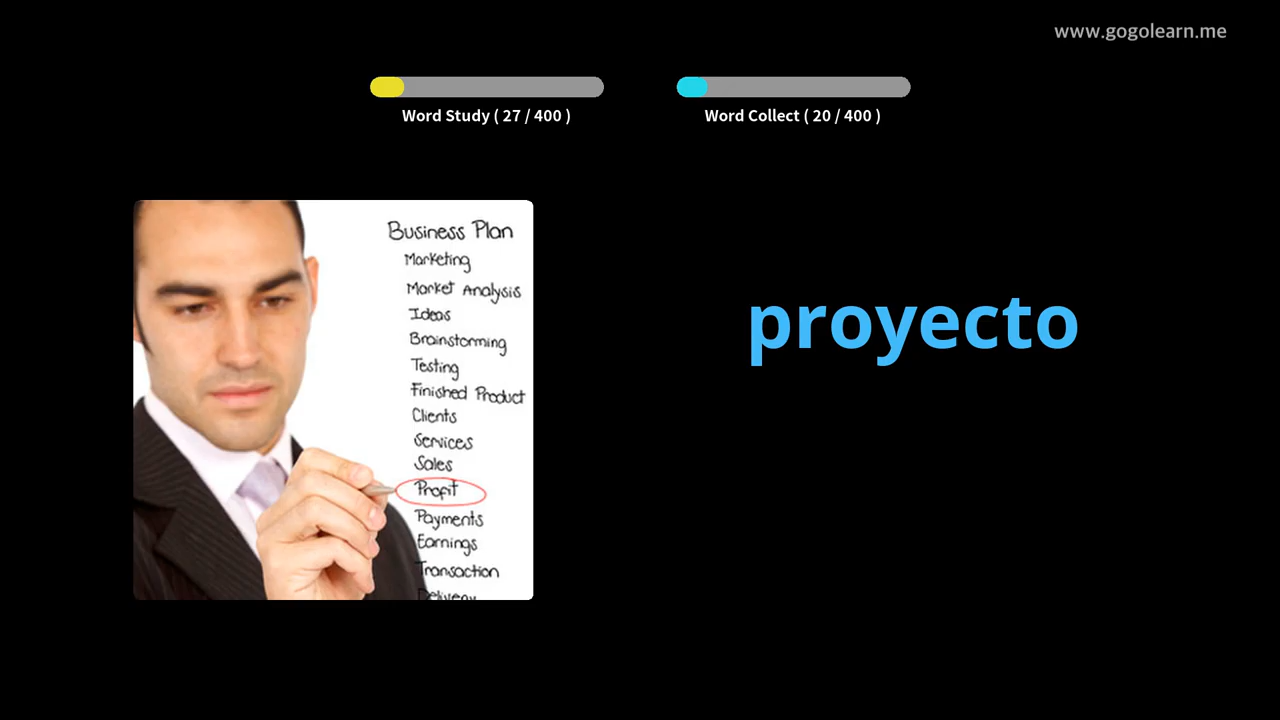 www.gogolearn.me
Word Study ( 27 / 400 )
Word Collect ( 20 / 400 )
Business Plan
Marketing
Market Analysis
Ideas
Brainstorming
Testing
Finished Product
Clients
Services
Sales
Profit
Payments
Earnings
Transaction
Delivery
proyecto